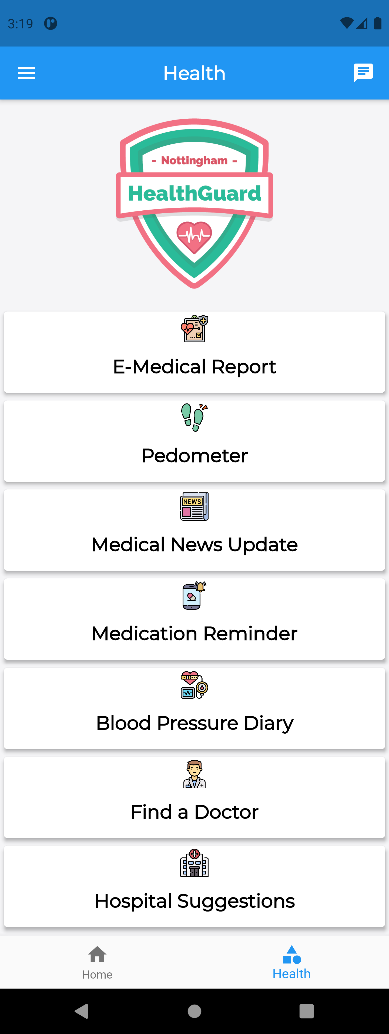 3:19
Health
- Nottingham -
HealthGuard
E-Medical Report
Pedometer
NEWS
Medical News Update
Medication Reminder
Blood Pressure Diary
Find a Doctor
Hospital Suggestions
Home
Health